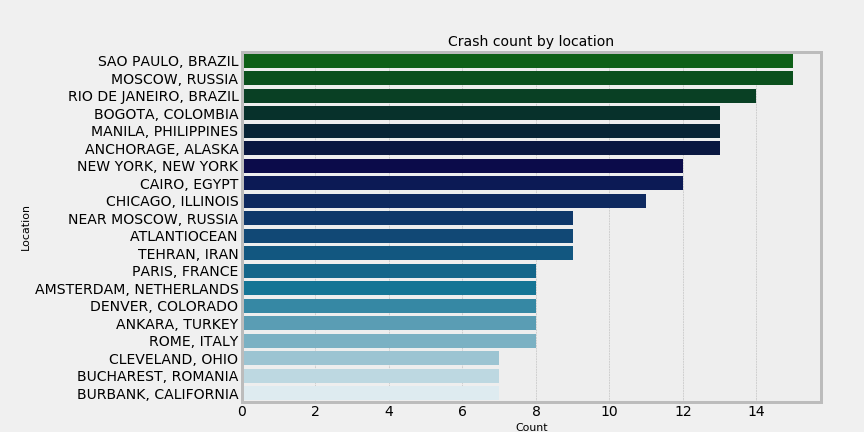 Crash count by location
SAO PAULO, BRAZIL
MOSCOW, RUSSIA
RIO DE JANEIRO, BRAZIL
BOGOTA, COLOMBIA
MANILA, PHILIPPINES
ANCHORAGE, ALASKA
NEW YORK, NEW YORK
CAIRO, EGYPT
CHICAGO, ILLINOIS
NEAR MOSCOW, RUSSIA
ATLANTIOCEAN
TEHRAN, IRAN
PARIS, FRANCE
AMSTERDAM, NETHERLANDS
DENVER, COLORADO
ANKARA, TURKEY
ROME, ITALY
CLEVELAND, OHIO
BUCHAREST, ROMANIA
BURBANK, CALIFORNIA
Location
0 2 4 6 8 10 12 14
Count